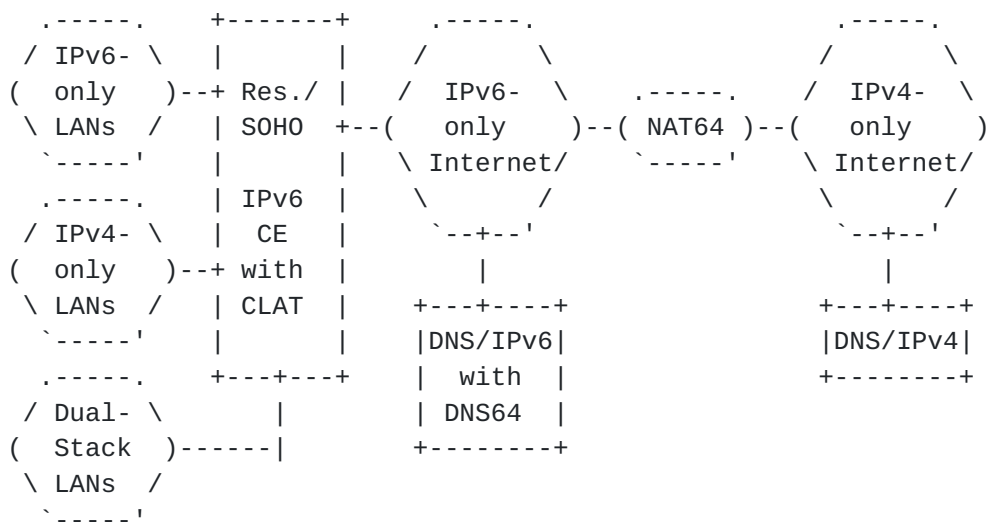 IPv6-only LANs
IPv4-only LANs
Dual-Stack LANs
Res./
SOHO
IPv6
CE
with
CLAT
IPv6-
only
Internet
DNS/IPv6
with
DNS64
NAT64
IPv4-
only
Internet
DNS/IPv4